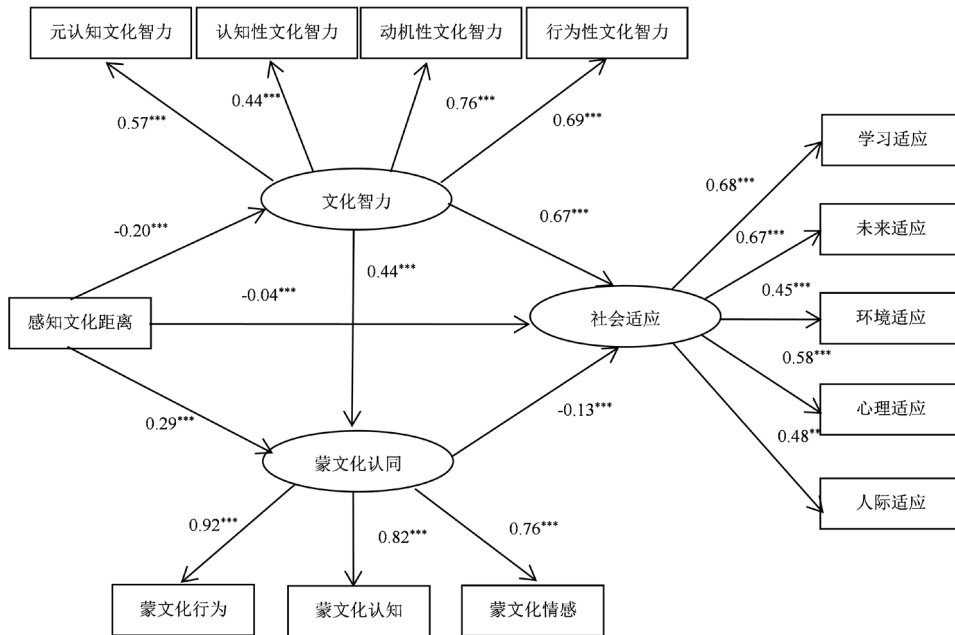 元认知文化智力
认知性文化智力
动机性文化智力
行为性文化智力
0.57***
0.44***
0.76***
0.69***
学习适应
文化智力
0.68***
-0.20***
0.67***
0.67***
未来适应
0.44***
-0.04***
0.45***
感知文化距离
社会适应
环境适应
0.58***
0.29***
-0.13***
心理适应
0.48**
蒙文化认同
人际适应
0.92***
0.82***
0.76***
蒙文化行为
蒙文化认知
蒙文化情感